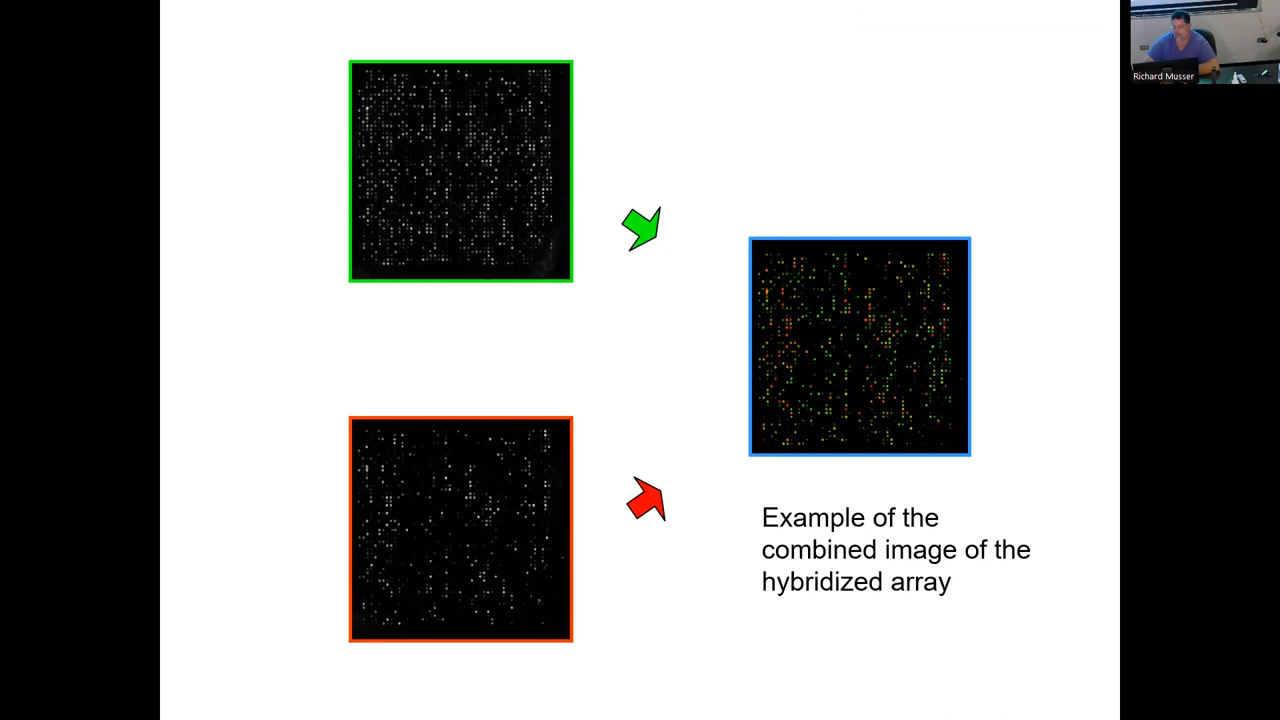 Richard Musser
Example of the
combined image of the
hybridized array